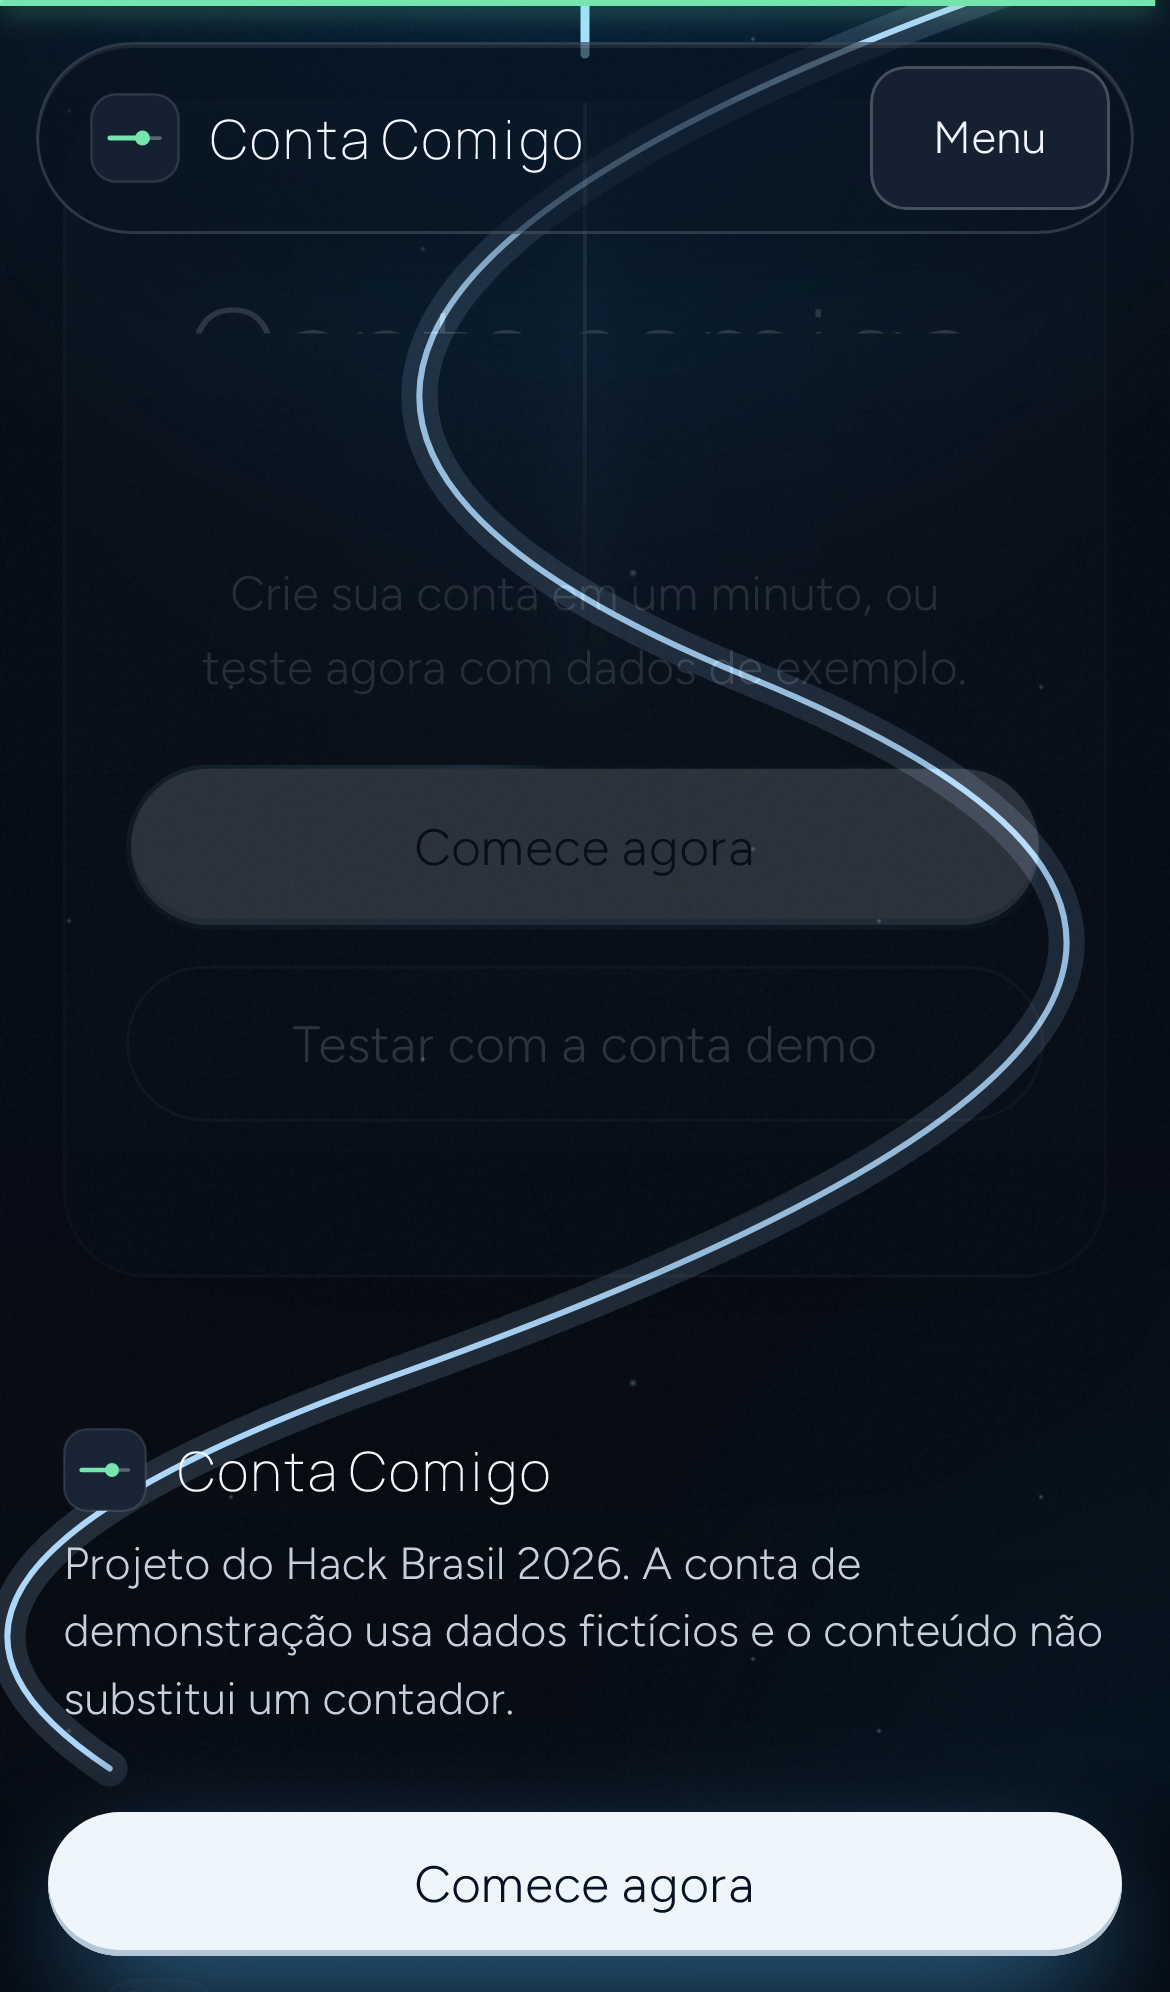 Conta Comigo
Menu
Crie sua conta em um minuto, ou
teste agora com dados de exemplo.
Comece agora
Testar com a conta demo
Conta Comigo
Projeto do Hack Brasil 2026. A conta de
demonstração usa dados fictícios e o conteúdo não
substitui um contador.
Comece agora